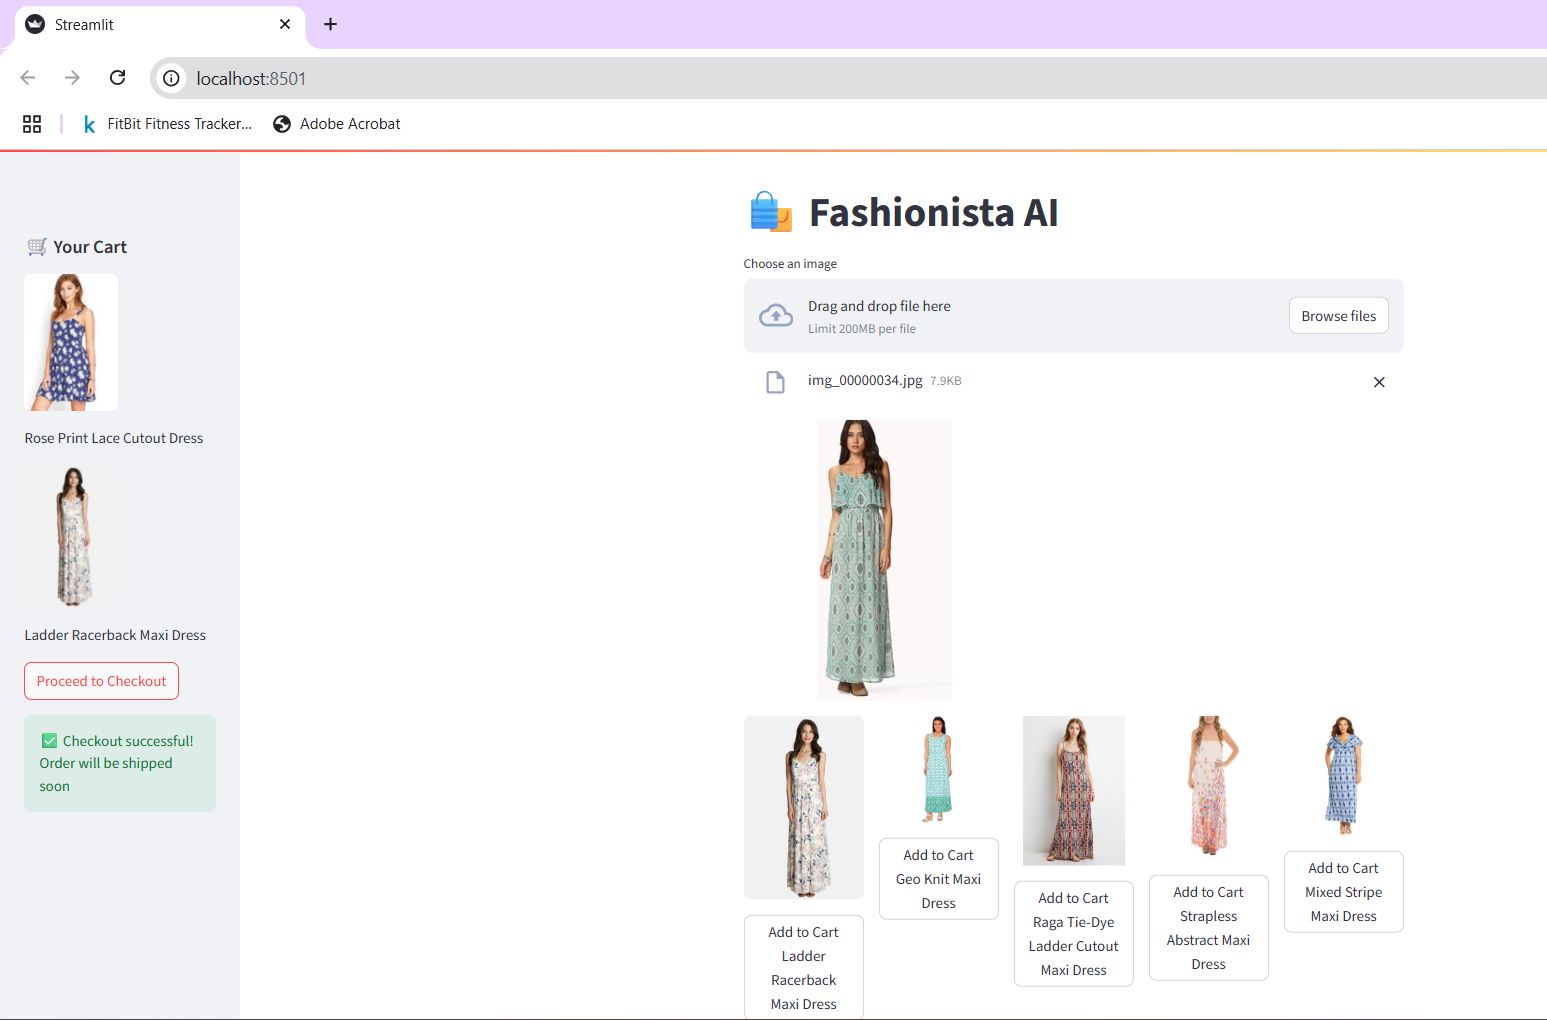 Streamlit
localhost:8501
FitBit Fitness Tracker...
Adobe Acrobat
Your Cart
Rose Print Lace Cutout Dress
Ladder Racerback Maxi Dress
Proceed to Checkout
Checkout successful!
Order will be shipped
soon
Fashionista AI
Choose an image
Drag and drop file here
Limit 200MB per file
Browse files
img_00000034.jpg 7.9KB
Add to Cart
Ladder
Racerback
Maxi Dress
Add to Cart
Geo Knit Maxi
Dress
Add to Cart
Raga Tie-Dye
Ladder Cutout
Maxi Dress
Add to Cart
Strapless
Abstract Maxi
Dress
Add to Cart
Mixed Stripe
Maxi Dress